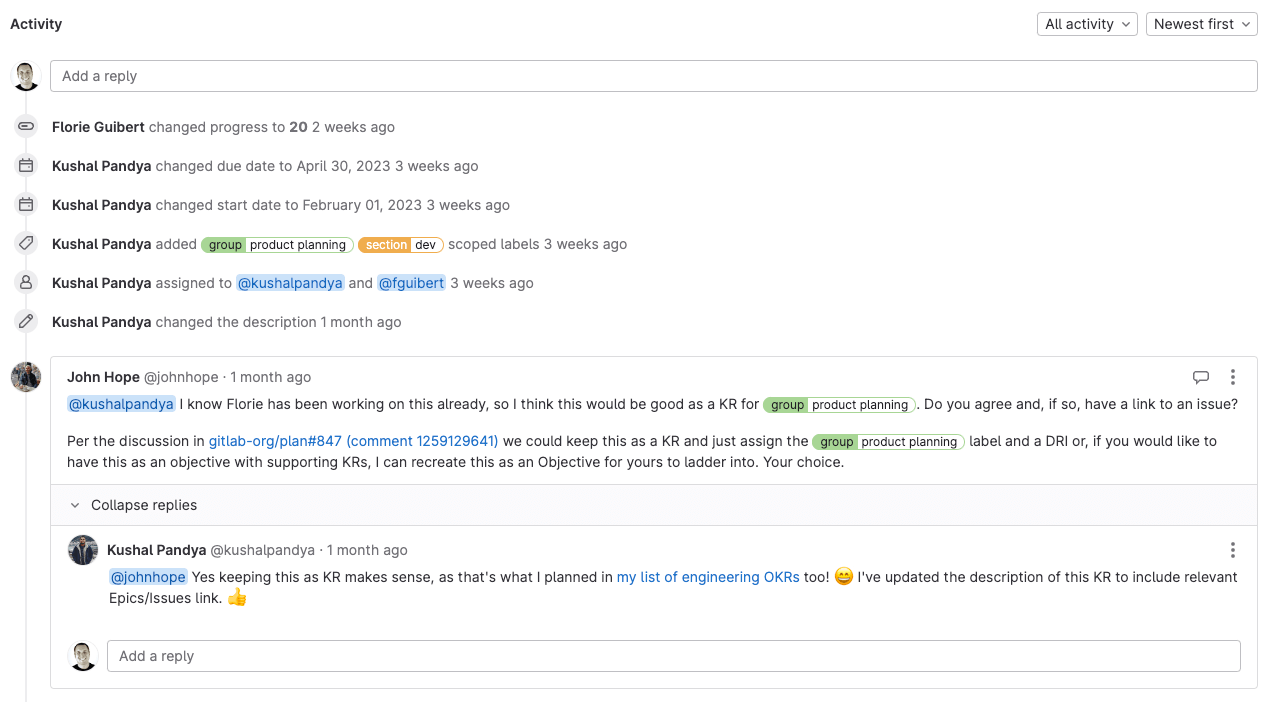 Activity
All activity
Newest first
Add a reply
Florie Guibert changed progress to 20 2 weeks ago
Kushal Pandya changed due date to April 30, 2023 3 weeks ago
Kushal Pandya changed start date to February 01, 2023 3 weeks ago
Kushal Pandya added group product planning section dev scoped labels 3 weeks ago
Kushal Pandya assigned to @kushalpandya and @fguibert 3 weeks ago
Kushal Pandya changed the description 1 month ago
John Hope @johnhope · 1 month ago
@kushalpandya I know Florie has been working on this already, so I think this would be good as a KR for group product planning. Do you agree and, if so, have a link to an issue?
Per the discussion in gitlab-org/plan#847 (comment 1259129641) we could keep this as a KR and just assign the group product planning label and a DRI or, if you would like to
have this as an objective with supporting KRs, I can recreate this as an Objective for yours to ladder into. Your choice.
Collapse replies
Kushal Pandya @kushalpandya · 1 month ago
@johnhope Yes keeping this as KR makes sense, as that's what I planned in my list of engineering OKRs too! 😄 I've updated the description of this KR to include relevant
Epics/Issues link. 👍
Add a reply